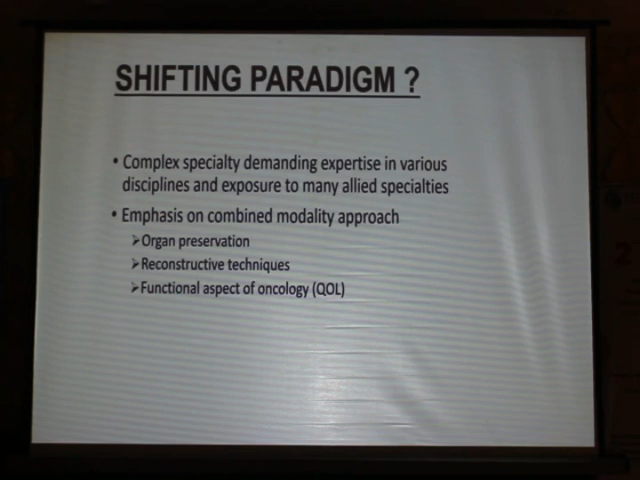 SHIFTING PARADIGM ?
• Complex specialty demanding expertise in various
disciplines and exposure to many allied specialties
• Emphasis on combined modality approach
➢Organ preservation
➢Reconstructive techniques
➢Functional aspect of oncology (QOL)